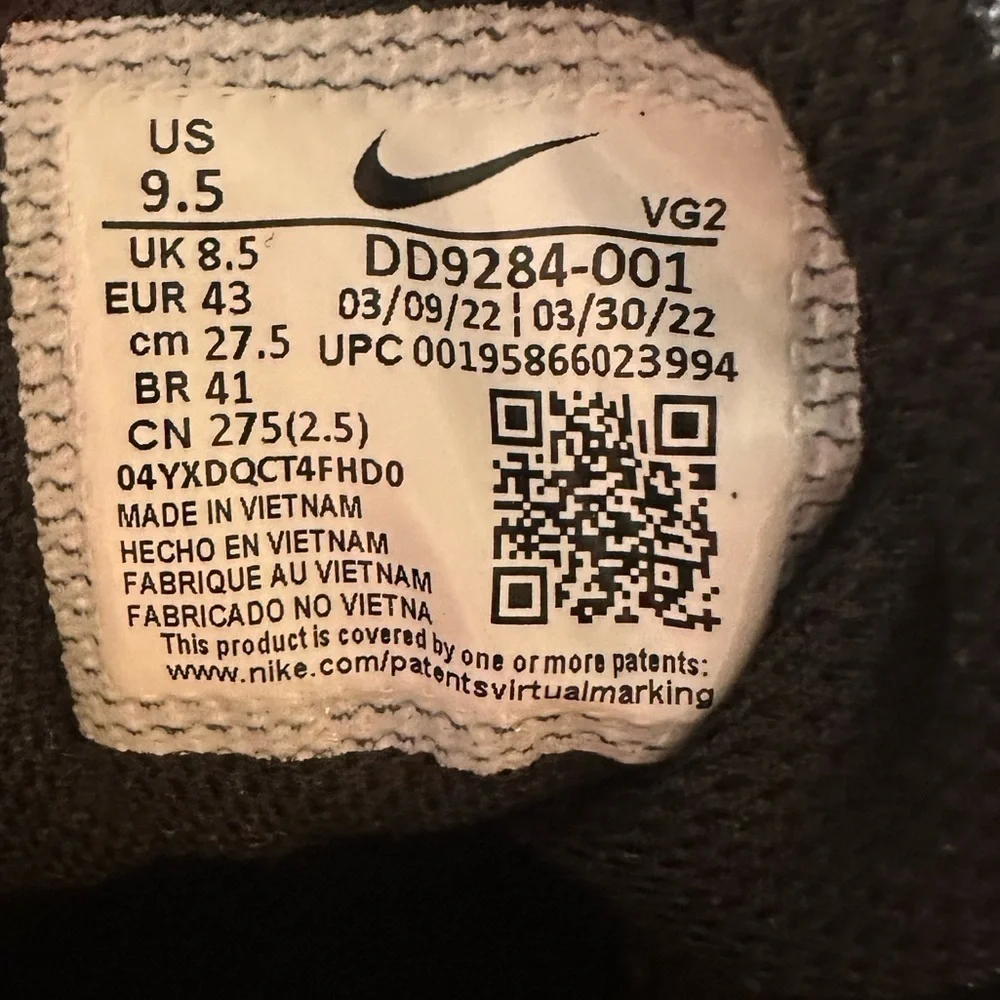 US
9.5
VG2
UK 8.5
EUR 43
cm 27.5
BR 41
CN 275(2.5)
04YXDQCT4FHD0
MADE IN VIETNAM
HECHO EN VIETNAM
FABRIQUE AU VIETNAM
FABRICADO NO VIETNA
DD9284-001
03/09/22 ¦ 03/30/22
UPC 00195866023994
This product is covered by one or more patents:
www.nike.com/patentsvirtualmarking